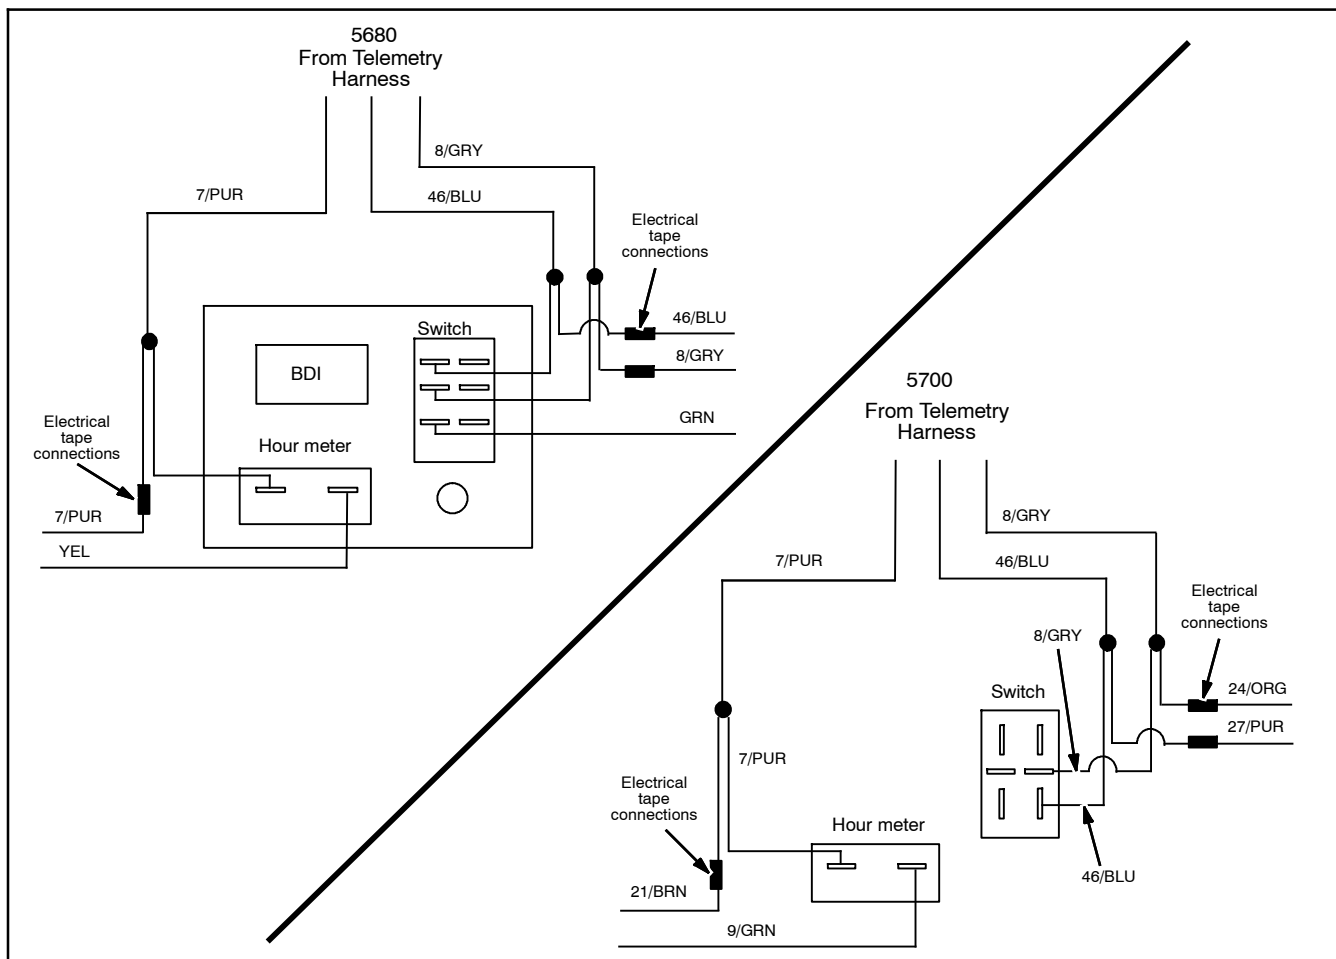 5680
From Telemetry
Harness
8/GRY
7/PUR
46/BLU
Electrical
tape
connections
46/BLU
Switch
8/GRY
BDI
GRN
Electrical
tape
connections
Hour meter
7/PUR
YEL
5700
From Telemetry
Harness
8/GRY
7/PUR
46/BLU
Electrical
tape
connections
8/GRY
24/ORG
Switch
27/PUR
7/PUR
Electrical
tape
connections
Hour meter
46/BLU
21/BRN
9/GRN